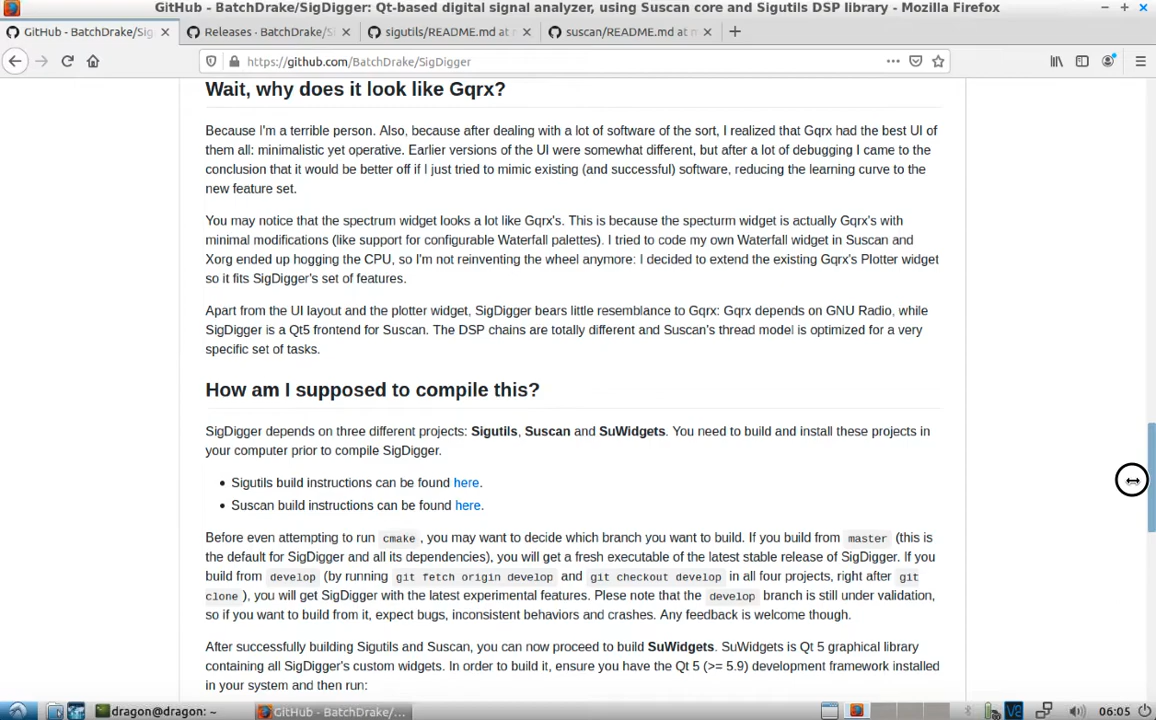 GitHub - BatchDrake/SigDigger: Qt-based digital signal analyzer, using Suscan core and Sigutils DSP library - Mozilla Firefox
GitHub - BatchDrake/Sig
Releases · BatchDrake/S
sigutils/README.md at m
suscan/README.md at m
https://github.com/BatchDrake/SigDigger
Wait, why does it look like Gqrx?
Because I'm a terrible person. Also, because after dealing with a lot of software of the sort, I realized that Gqrx had the best UI of
them all: minimalistic yet operative. Earlier versions of the UI were somewhat different, but after a lot of debugging I came to the
conclusion that it would be better off if I just tried to mimic existing (and successful) software, reducing the learning curve to the
new feature set.
You may notice that the spectrum widget looks a lot like Gqrx's. This is because the specturm widget is actually Gqrx's with
minimal modifications (like support for configurable Waterfall palettes). I tried to code my own Waterfall widget in Suscan and
Xorg ended up hogging the CPU, so I'm not reinventing the wheel anymore: I decided to extend the existing Gqrx's Plotter widget
so it fits SigDigger's set of features.
Apart from the UI layout and the plotter widget, SigDigger bears little resemblance to Gqrx: Gqrx depends on GNU Radio, while
SigDigger is a Qt5 frontend for Suscan. The DSP chains are totally different and Suscan's thread model is optimized for a very
specific set of tasks.
How am I supposed to compile this?
SigDigger depends on three different projects: Sigutils, Suscan and SuWidgets. You need to build and install these projects in
your computer prior to compile SigDigger.
• Sigutils build instructions can be found here.
• Suscan build instructions can be found here.
Before even attempting to run cmake , you may want to decide which branch you want to build. If you build from master (this is
the default for SigDigger and all its dependencies), you will get a fresh executable of the latest stable release of SigDigger. If you
build from develop (by running git fetch origin develop and git checkout develop in all four projects, right after git
clone ), you will get SigDigger with the latest experimental features. Plese note that the develop branch is still under validation,
so if you want to build from it, expect bugs, inconsistent behaviors and crashes. Any feedback is welcome though.
After successfully building Sigutils and Suscan, you can now proceed to build SuWidgets. SuWidgets is Qt 5 graphical library
containing all SigDigger's custom widgets. In order to build it, ensure you have the Qt 5 (>= 5.9) development framework installed
in your system and then run:
dragon@dragon: ~
GitHub - BatchDrake/...
06:05